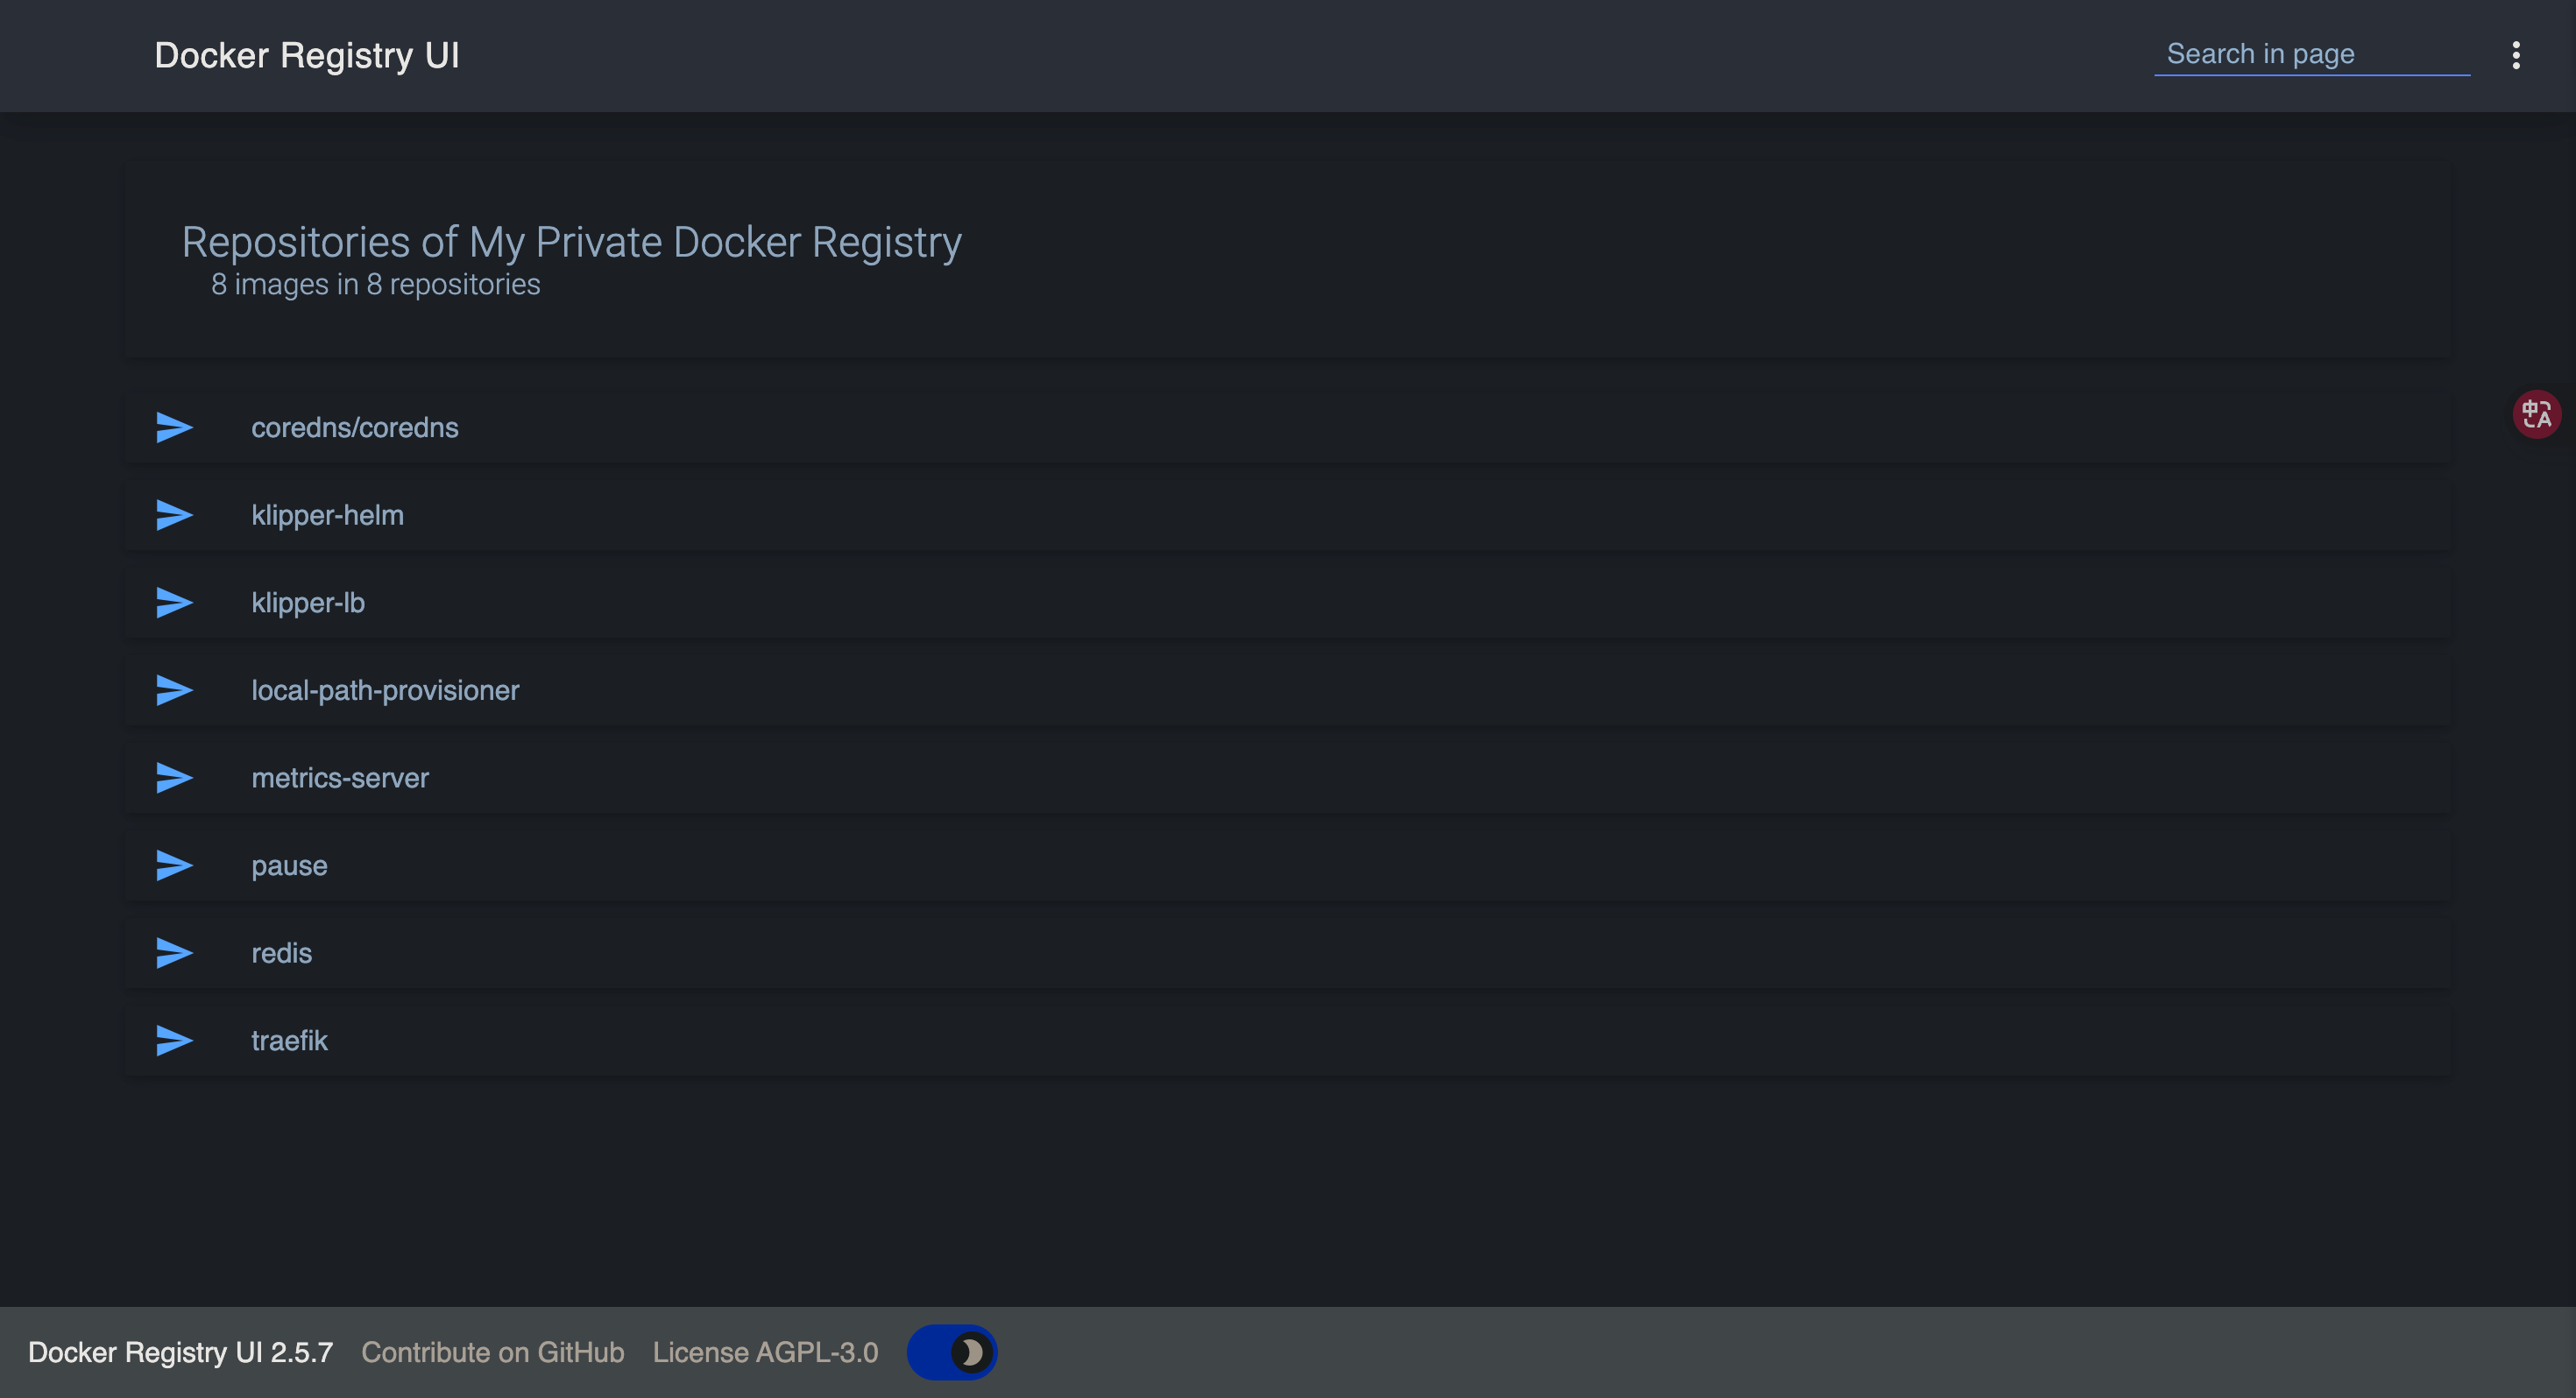 Docker Registry UI
Search in page
Repositories of My Private Docker Registry
8 images in 8 repositories
coredns/coredns
klipper-helm
klipper-lb
local-path-provisioner
metrics-server
pause
redis
traefik
中A
Docker Registry UI 2.5.7 Contribute on GitHub License AGPL-3.0